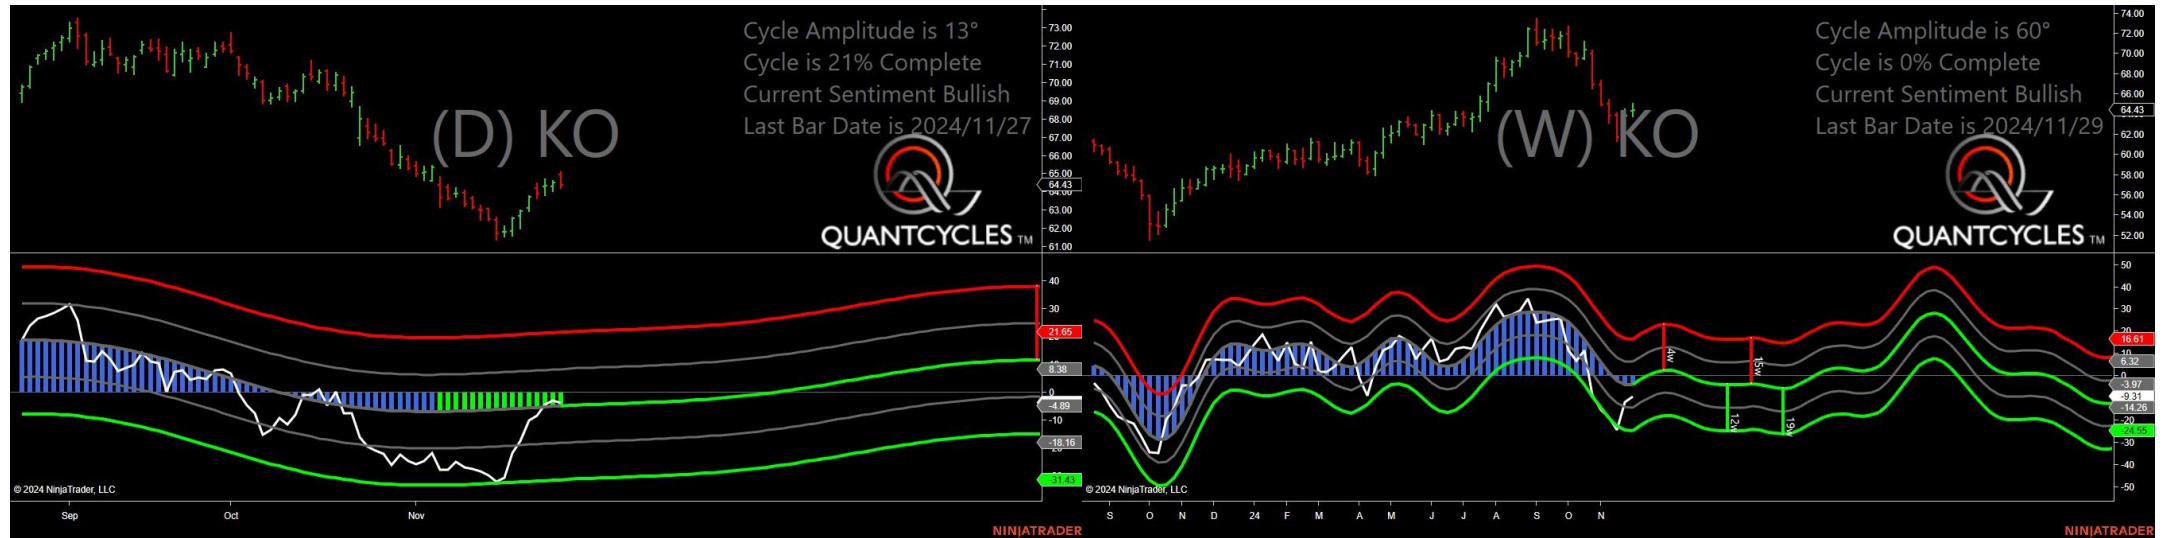 Cycle Amplitude is 13°
Cycle is 21% Complete
Current Sentiment Bullish
Last Bar Date is 2024/11/27
(D) KO
QUANTCYCLES TM
73.00
72.00
71.00
70.00
69.00
68.00
67.00
66.00
65.00
64.43
63.00
62.00
61.00
40
30
21.65
8.38
0
-4.89
-10
-18.16
-31.43
© 2024 NinjaTrader, LLC
Sep Oct Nov
NINJATRADER
Cycle Amplitude is 60°
Cycle is 0% Complete
Current Sentiment Bullish
Last Bar Date is 2024/11/29
(W) KO
QUANTCYCLES TM
74.00
72.00
70.00
68.00
66.00
64.43
62.00
60.00
58.00
56.00
54.00
52.00
4w
15w
12w
19w
50
40
30
20
16.61
10
6.32
0
-3.97
-9.31
-14.26
-20
-24.55
-30
-40
-50
© 2024 NinjaTrader, LLC
S O N D 24 F M A M J J A S O N
NINJATRADER